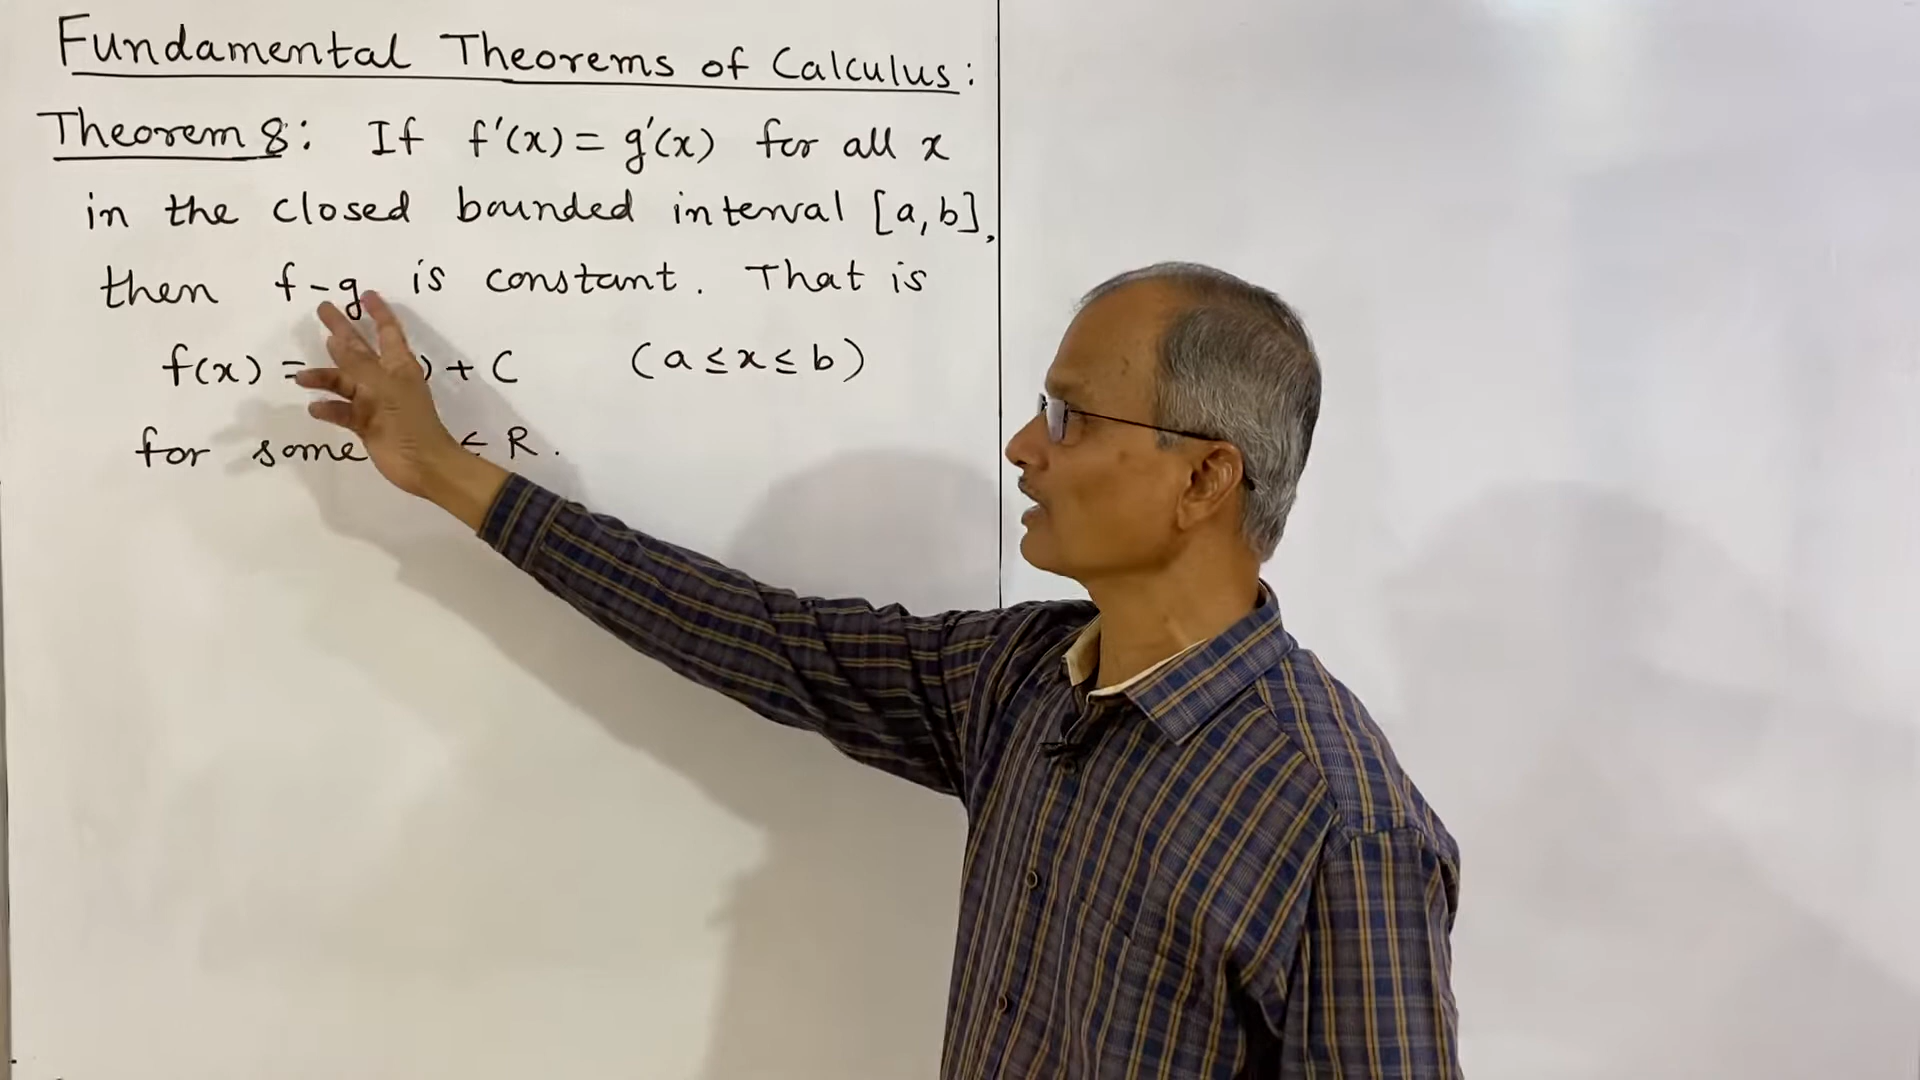 Fundamental Theorems of Calculus:
Theorem 8: If f'(x) = g'(x) for all x
in the closed bounded interval [a, b],
then f - g is constant. That is
f(x) = ) + C (a ≤ x ≤ b)
for some R.